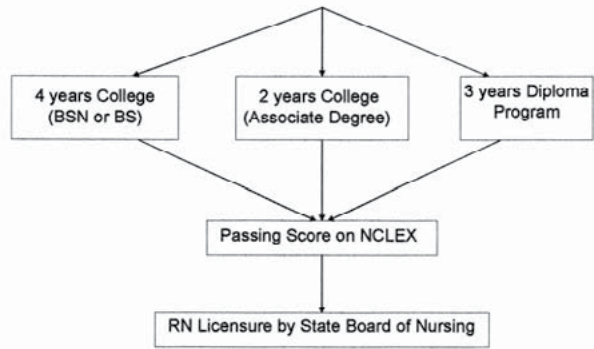 4 years College
(BSN or BS)
2 years College
(Associate Degree)
3 years Diploma
Program
Passing Score on NCLEX
RN Licensure by State Board of Nursing